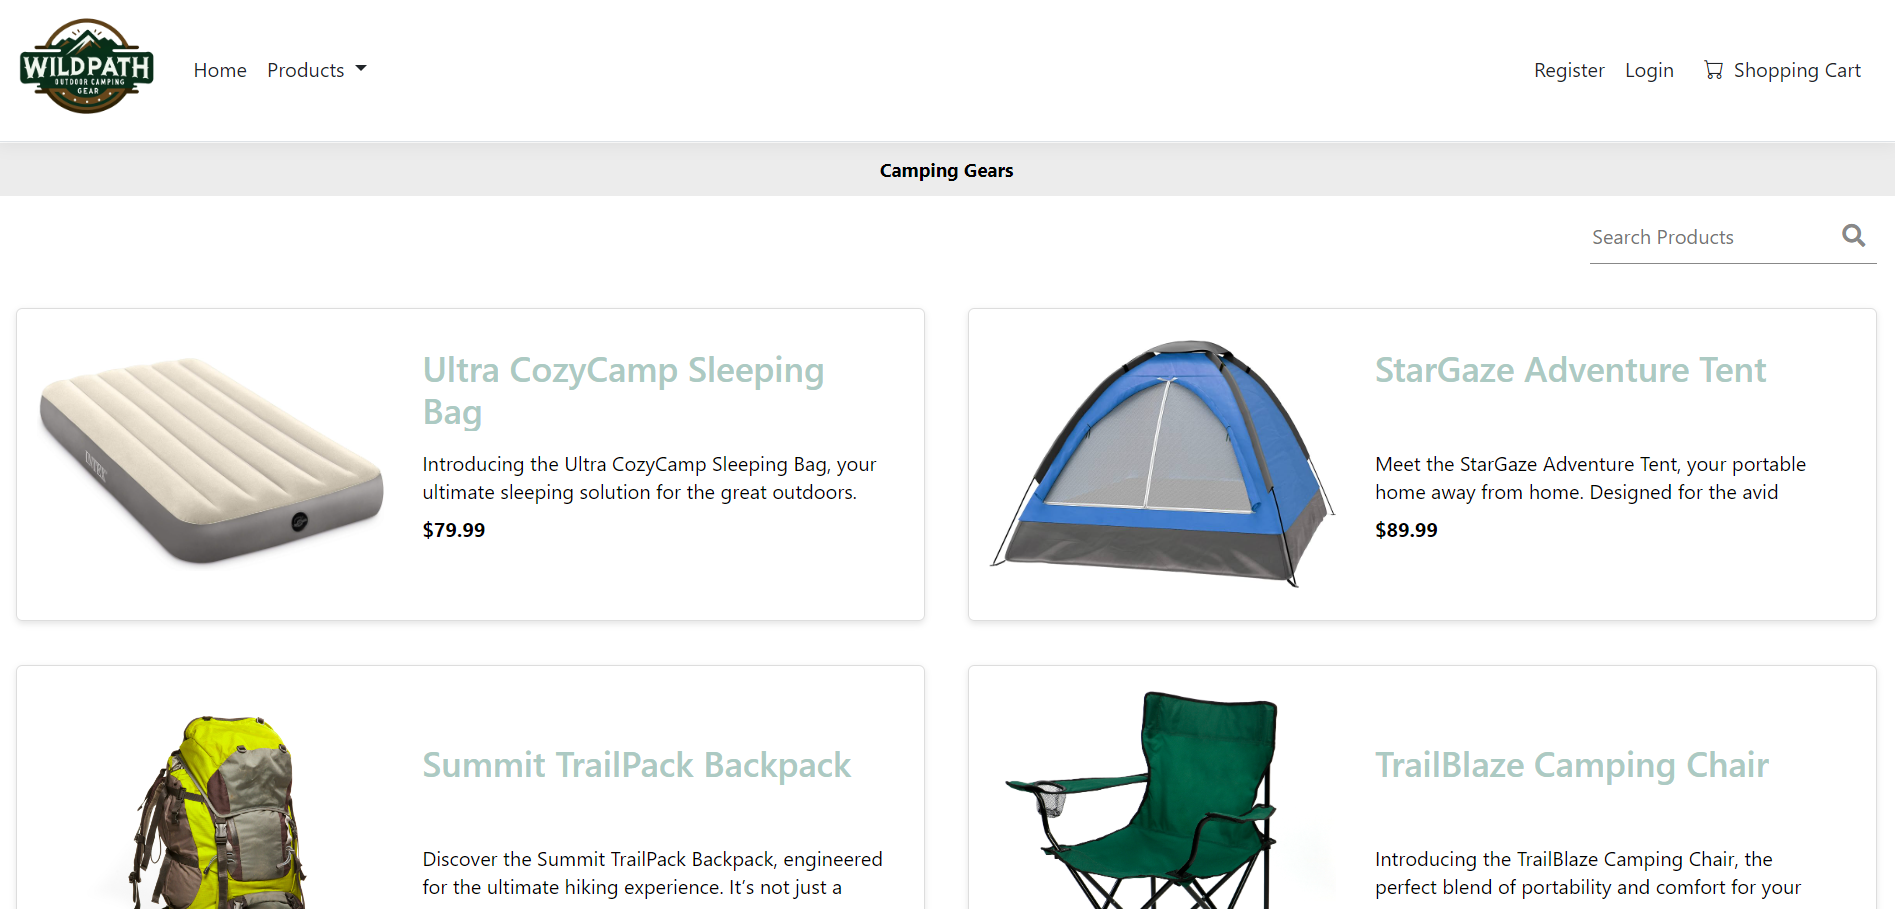 WILDPATH
OUTDOOR CAMPING
GEAR
Home Products
Register Login Shopping Cart
Camping Gears
Search Products
INTEX
Ultra CozyCamp Sleeping
Bag
Introducing the Ultra CozyCamp Sleeping Bag, your
ultimate sleeping solution for the great outdoors.
$79.99
StarGaze Adventure Tent
Meet the StarGaze Adventure Tent, your portable
home away from home. Designed for the avid
$89.99
Summit TrailPack Backpack
Discover the Summit TrailPack Backpack, engineered
for the ultimate hiking experience. It’s not just a
TrailBlaze Camping Chair
Introducing the TrailBlaze Camping Chair, the
perfect blend of portability and comfort for your